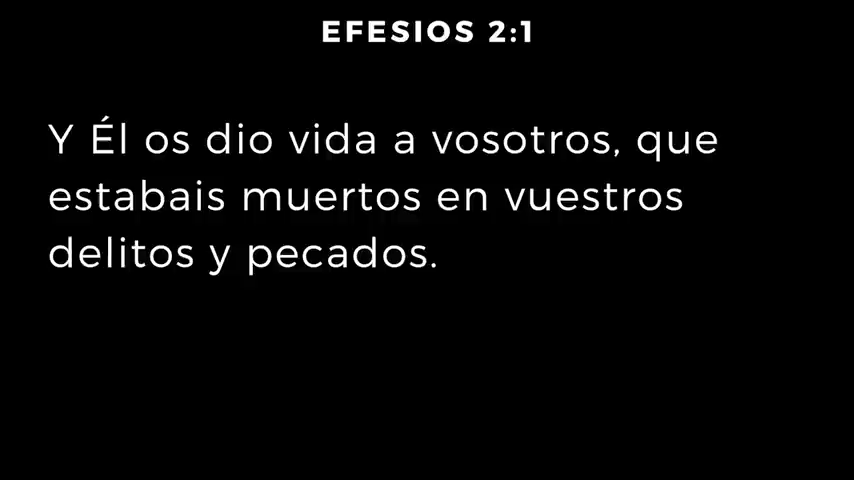 EFESIOS 2:1
Y Él os dio vida a vosotros, que
estabais muertos en vuestros
delitos y pecados.